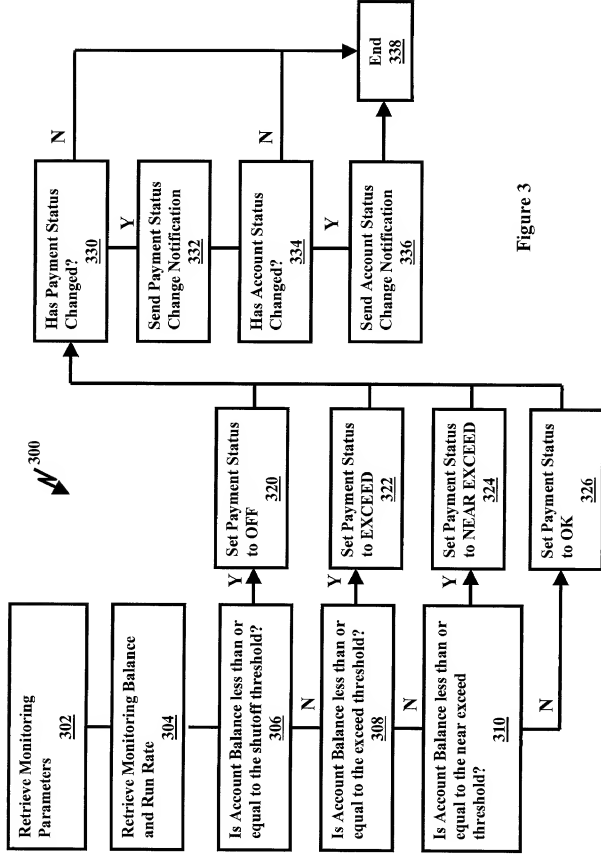 300
Retrieve Monitoring
Parameters
302
Retrieve Monitoring Balance
and Run Rate
304
Is Account Balance less than or
equal to the shutoff threshold?
306
Y
N
Is Account Balance less than or
equal to the exceed threshold?
308
Y
N
Is Account Balance less than or
equal to the near exceed
threshold?
310
Y
N
Set Payment Status
to OFF
320
Set Payment Status
to EXCEED
322
Set Payment Status
to NEAR EXCEED
324
Set Payment Status
to OK
326
Has Payment Status
Changed?
330
N
Y
Send Payment Status
Change Notification
332
Has Account Status
Changed?
334
N
Y
Send Account Status
Change Notification
336
End
338
Figure 3